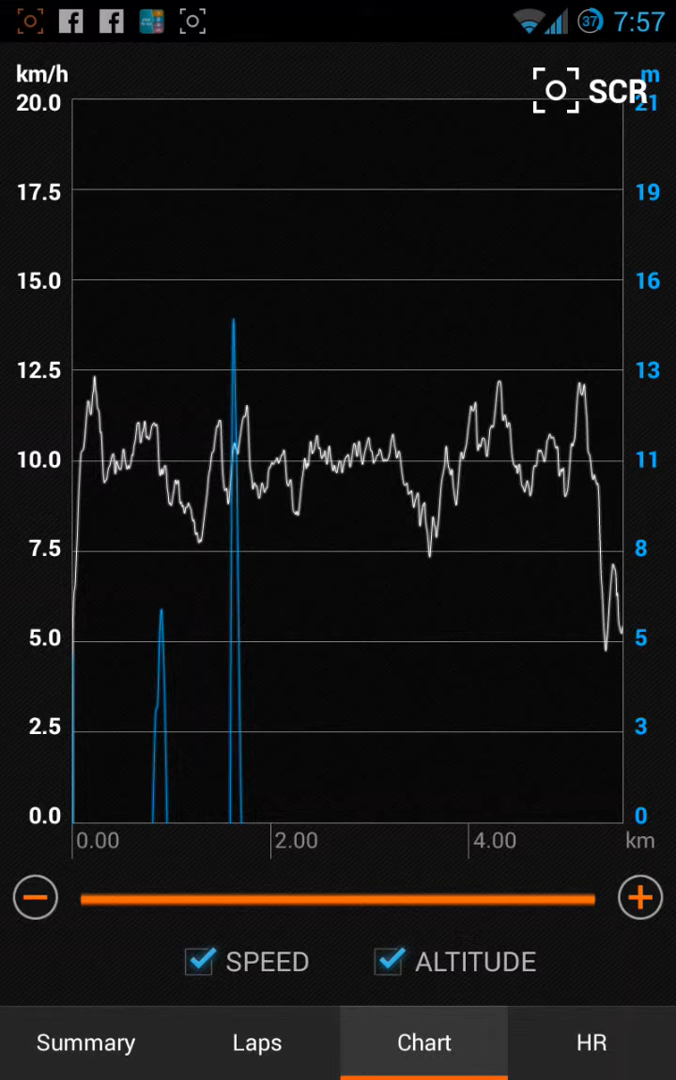 37 7:57
km/h m
SCR
20.0 21
17.5 19
15.0 16
12.5 13
10.0 11
7.5 8
5.0 5
2.5 3
0.0 0
0.00 2.00 4.00 km
SPEED ALTITUDE
Summary Laps Chart HR